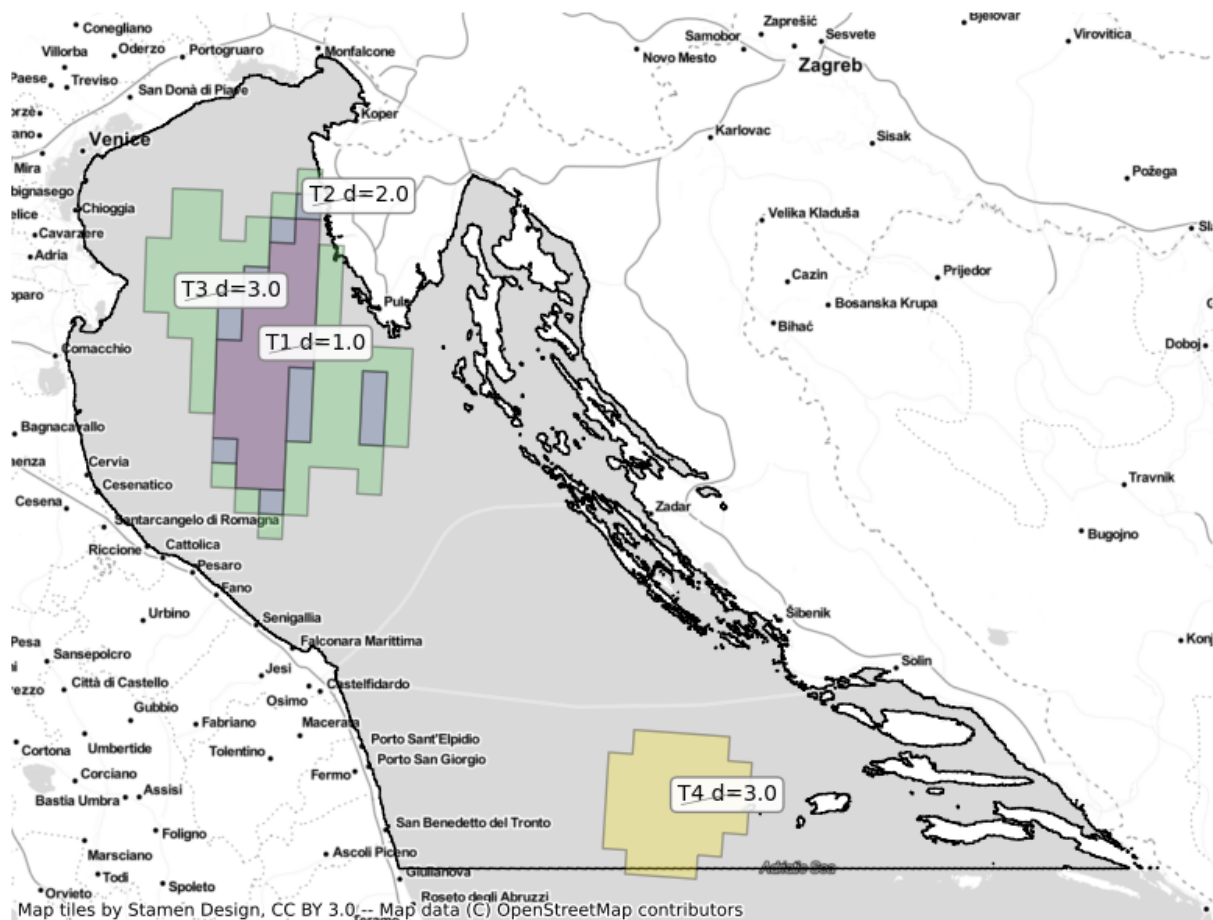 Conegliano
Bjelovar
Zaprešić
Villorba
Oderzo
Portogruaro
Monfalcone
Samobor
Sesvete
Virovitica
Novo Mesto
Zagreb
Paese
Treviso
San Donà di Piave
Koper
Venice
Karlovac
Sisak
Mira
Požega
T2 d=2.0
Chioggia
Velika Kladuša
Cavarzere
Adria
Cazin
Prijedor
T3 d=3.0
Bosanska Krupa
Bihać
T1 d=1.0
Comacchio
Doboj
Bagnacavallo
Cervia
Cesenatico
Travnik
Cesena
Zadar
Santarcangelo di Romagna
Bugojno
Riccione
Cattolica
Pesaro
Fano
Urbino
Senigallia
Šibenik
Falconara Marittima
Sansepolcro
Solin
Jesi
Città di Castello
Castelfidardo
Osimo
Gubbio
Fabriano
Macerata
Cortona
Umbertide
Tolentino
Porto Sant'Elpidio
Porto San Giorgio
Corciano
Fermo
Assisi
Bastia Umbra
T4 d=3.0
San Benedetto del Tronto
Foligno
Marsciano
Ascoli Piceno
Adriatic Sea
Todi
Giulianova
Orvieto
Spoleto
Roseto degli Abruzzi
Map tiles by Stamen Design, CC BY 3.0 -- Map data (C) OpenStreetMap contributors